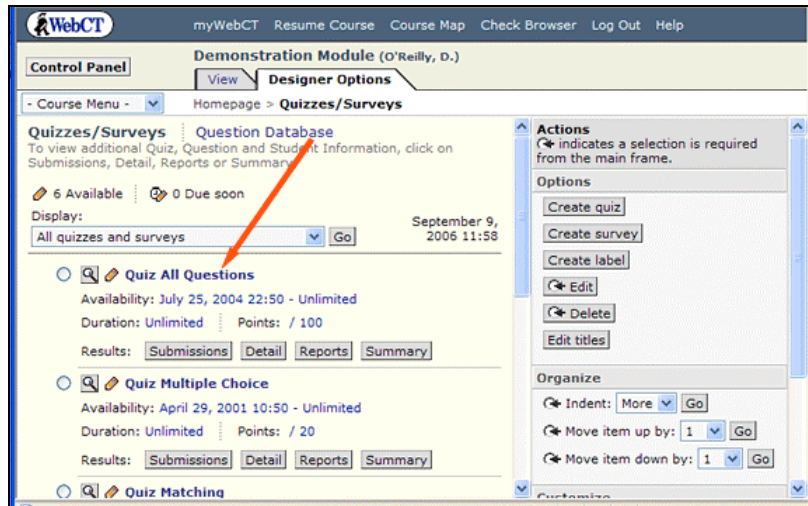 WebCT
myWebCT Resume Course Course Map Check Browser Log Out Help
Control Panel
Demonstration Module (O'Reilly, D.)
View Designer Options
- Course Menu -
Homepage > Quizzes/Surveys
Quizzes/Surveys Question Database
To view additional Quiz, Question and Student Information, click on
Submissions, Detail, Reports or Summary
6 Available 0 Due soon
Display:
All quizzes and surveys Go
September 9,
2006 11:58
Quiz All Questions
Availability: July 25, 2004 22:50 - Unlimited
Duration: Unlimited Points: / 100
Results: Submissions Detail Reports Summary
Quiz Multiple Choice
Availability: April 29, 2001 10:50 - Unlimited
Duration: Unlimited Points: / 20
Results: Submissions Detail Reports Summary
Quiz Matching
Actions
indicates a selection is required
from the main frame.
Options
Create quiz
Create survey
Create label
Edit
Delete
Edit titles
Organize
Indent: More Go
Move item up by: 1 Go
Move item down by: 1 Go
Customize